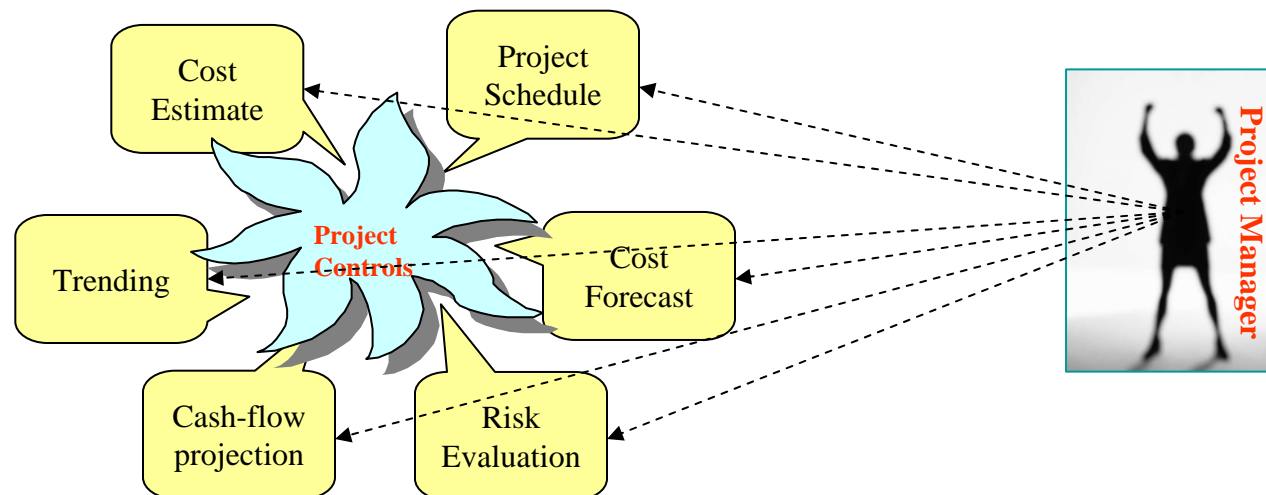 Cost
Estimate
Project
Schedule
Project
Controls
Trending
Cost
Forecast
Cash-flow
projection
Risk
Evaluation
Project Manager